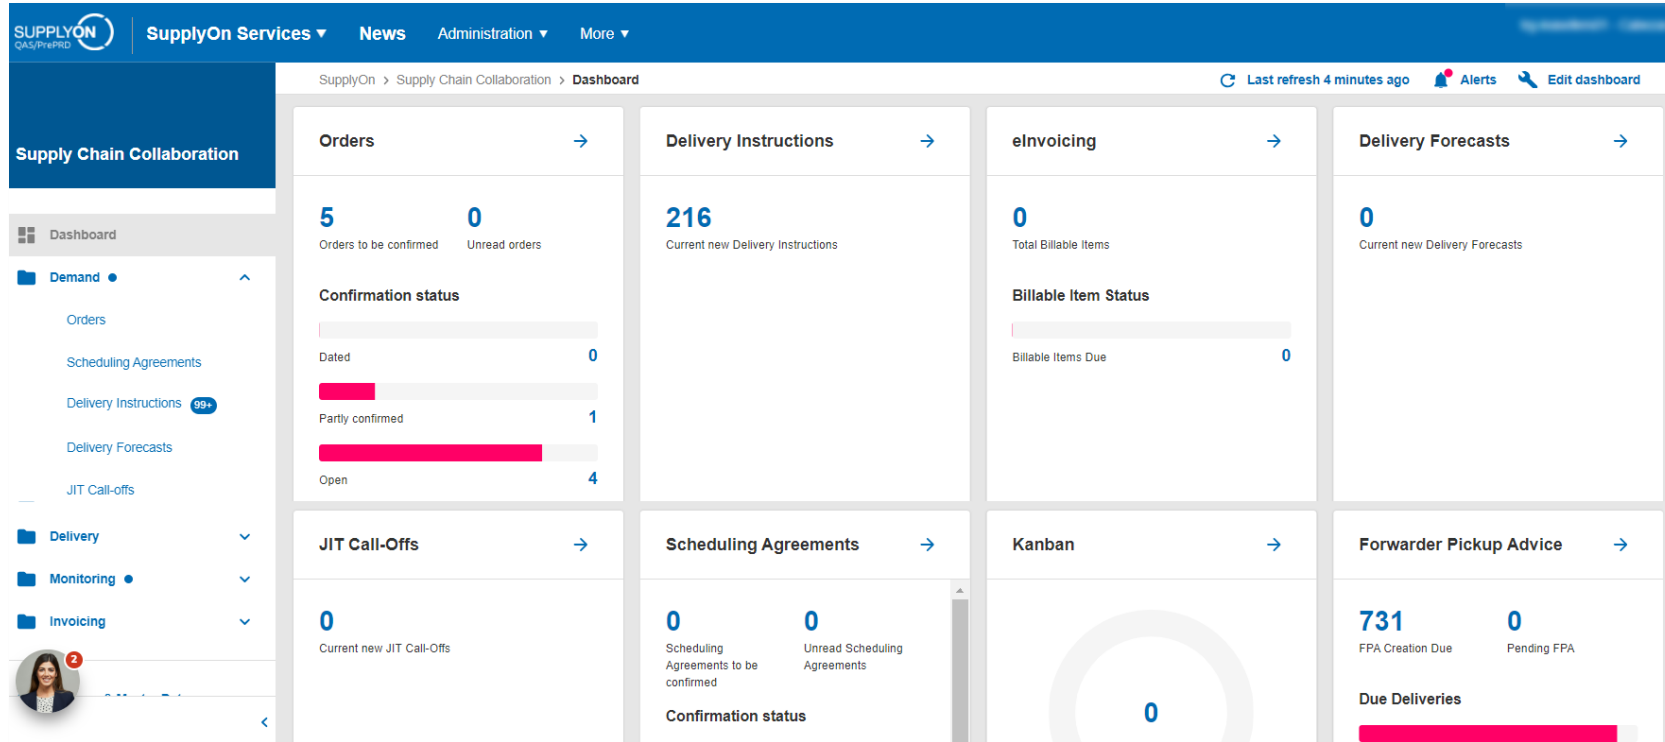 SUPPLYON
QAS/PrePRD
SupplyOn Services ▾ News Administration ▾ More ▾
SupplyOn > Supply Chain Collaboration > Dashboard
Last refresh 4 minutes ago Alerts Edit dashboard
Supply Chain Collaboration
Dashboard
Demand
Orders
Scheduling Agreements
Delivery Instructions 99+
Delivery Forecasts
JIT Call-offs
Delivery
Monitoring
Invoicing
2
Orders
5 0
Orders to be confirmed Unread orders
Confirmation status
Dated 0
Partly confirmed 1
Open 4
Delivery Instructions
216
Current new Delivery Instructions
eInvoicing
0
Total Billable Items
Billable Item Status
Billable Items Due 0
Delivery Forecasts
0
Current new Delivery Forecasts
JIT Call-Offs
0
Current new JIT Call-Offs
Scheduling Agreements
0 0
Scheduling Unread Scheduling
Agreements to be Agreements
confirmed
Confirmation status
Kanban
0
Forwarder Pickup Advice
731 0
FPA Creation Due Pending FPA
Due Deliveries